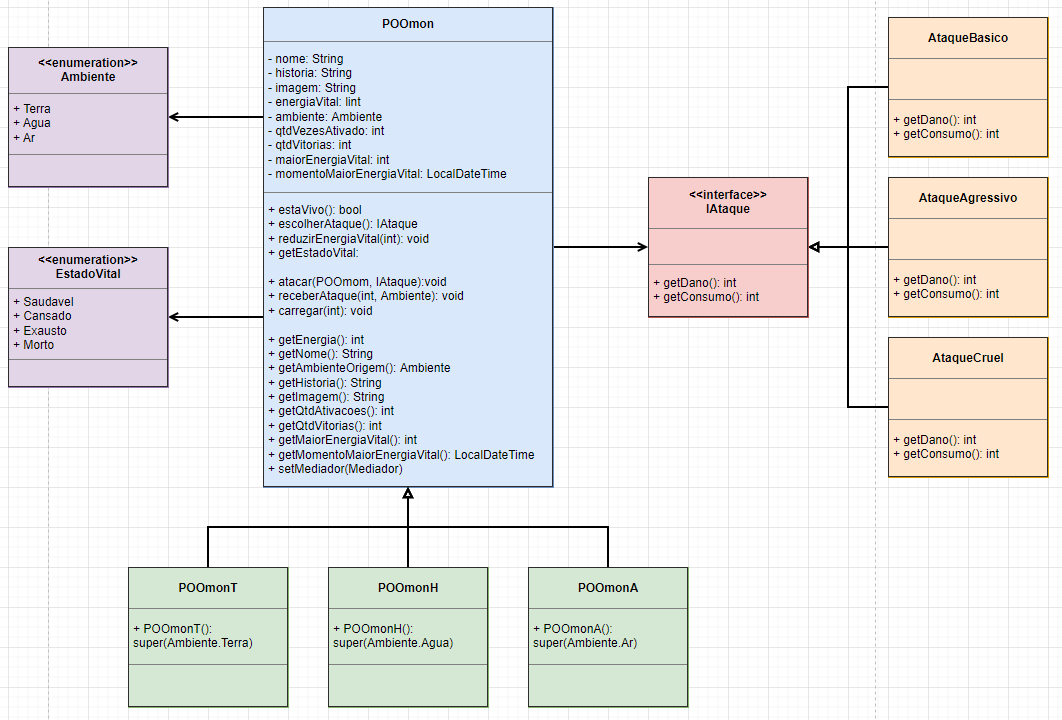 <<enumeration>>
Ambiente
+ Terra
+ Agua
+ Ar
<<enumeration>>
EstadoVital
+ Saudavel
+ Cansado
+ Exausto
+ Morto
POOmon
- nome: String
- historia: String
- imagem: String
- energiaVital: Iint
- ambiente: Ambiente
- qtdVezesAtivado: int
- qtdVitorias: int
- maiorEnergiaVital: int
- momentoMaiorEnergiaVital: LocalDateTime
+ estaVivo(): bool
+ escolherAtaque(): IAtaque
+ reduzirEnergiaVital(int): void
+ getEstadoVital:
+ atacar(POOmom, IAtaque):void
+ receberAtaque(int, Ambiente): void
+ carregar(int): void
+ getEnergia(): int
+ getNome(): String
+ getAmbienteOrigem(): Ambiente
+ getHistoria(): String
+ getImagem(): String
+ getQtdAtivacoes(): int
+ getQtdVitorias(): int
+ getMaiorEnergiaVital(): int
+ getMomentoMaiorEnergiaVital(): LocalDateTime
+ setMediador(Mediador)
<<interface>>
IAtaque
+ getDano(): int
+ getConsumo(): int
AtaqueBasico
+ getDano(): int
+ getConsumo(): int
AtaqueAgressivo
+ getDano(): int
+ getConsumo(): int
AtaqueCruel
+ getDano(): int
+ getConsumo(): int
POOmonT
+ POOmonT():
super(Ambiente.Terra)
POOmonH
+ POOmonH():
super(Ambiente.Agua)
POOmonA
+ POOmonA():
super(Ambiente.Ar)